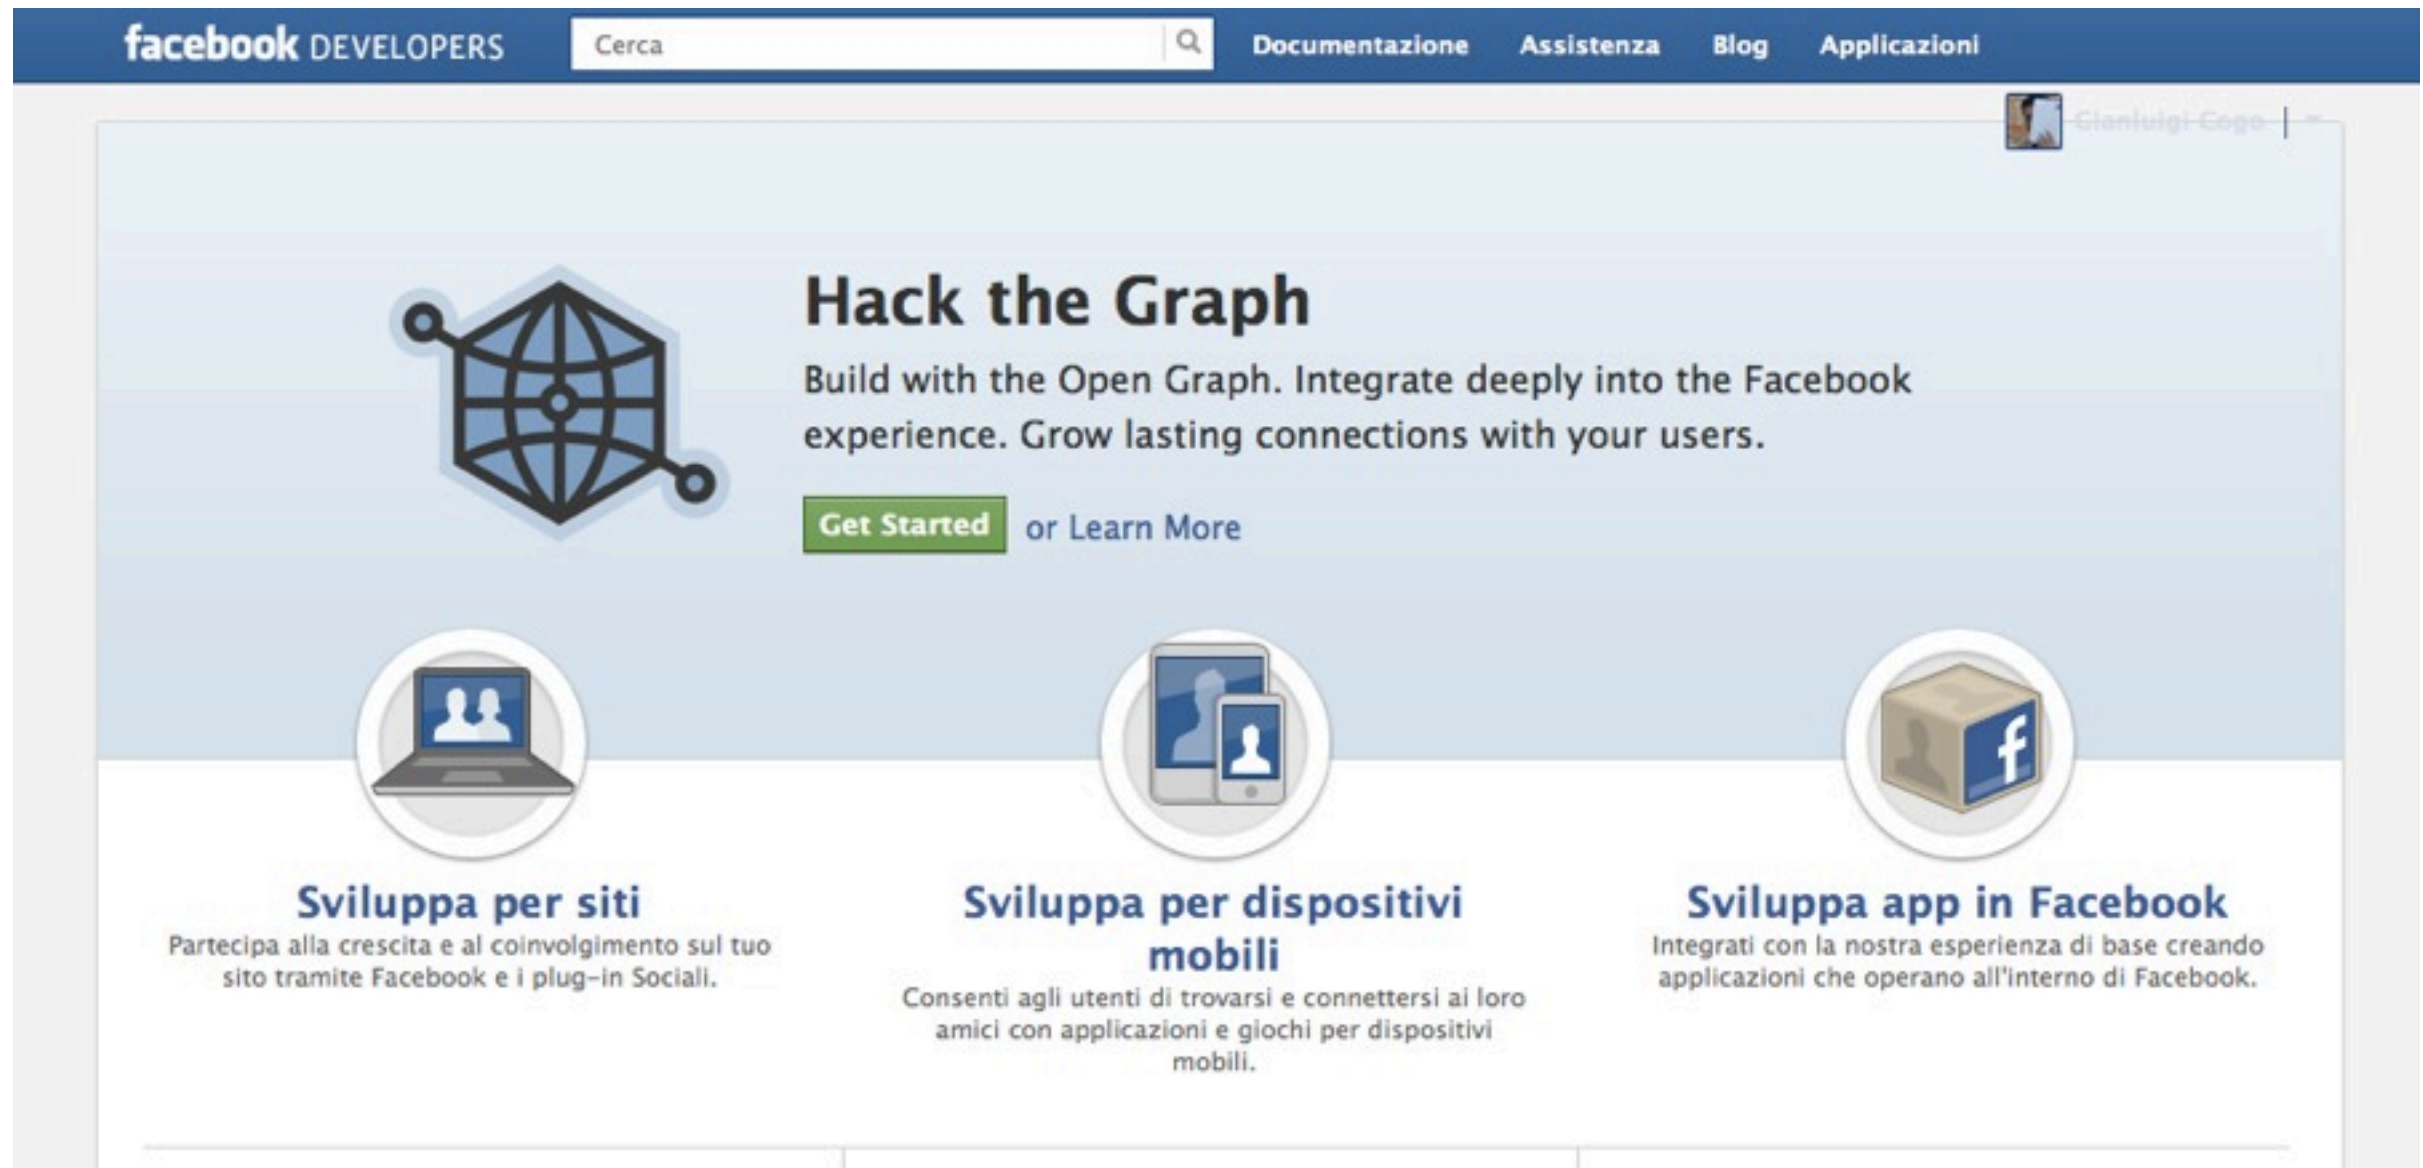 facebook DEVELOPERS
Cerca
Documentazione Assistenza Blog Applicazioni
Gianluigi Cogo
Hack the Graph
Build with the Open Graph. Integrate deeply into the Facebook
experience. Grow lasting connections with your users.
Get Started or Learn More
f
Sviluppa per siti
Partecipa alla crescita e al coinvolgimento sul tuo
sito tramite Facebook e i plug-in Sociali.
Sviluppa per dispositivi
mobili
Consenti agli utenti di trovarsi e connettersi ai loro
amici con applicazioni e giochi per dispositivi
mobili.
Sviluppa app in Facebook
Integrati con la nostra esperienza di base creando
applicazioni che operano all'interno di Facebook.